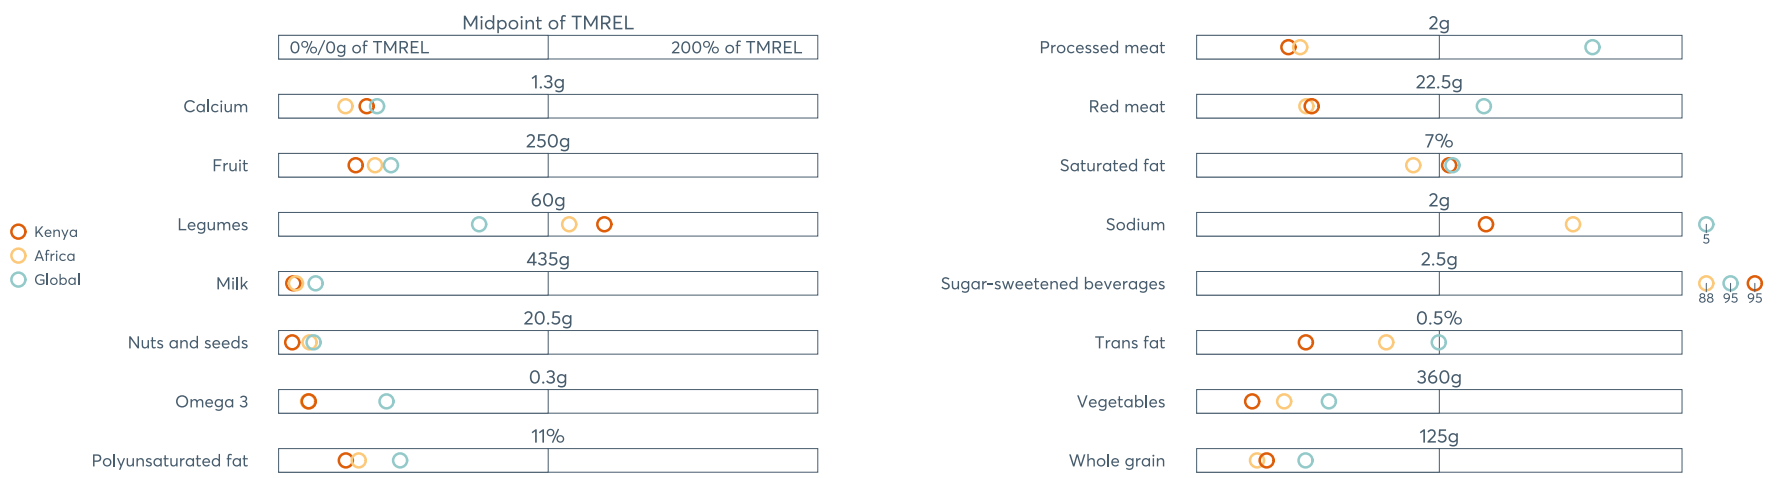 Midpoint of TMREL
0%/0g of TMREL 200% of TMREL
1.3g
Calcium
250g
Fruit
60g
Legumes
435g
Milk
20.5g
Nuts and seeds
0.3g
Omega 3
11%
Polyunsaturated fat
Kenya
Africa
Global
2g
Processed meat
22.5g
Red meat
7%
Saturated fat
2g
Sodium
5
2.5g
Sugar-sweetened beverages
88 95 95
0.5%
Trans fat
360g
Vegetables
125g
Whole grain